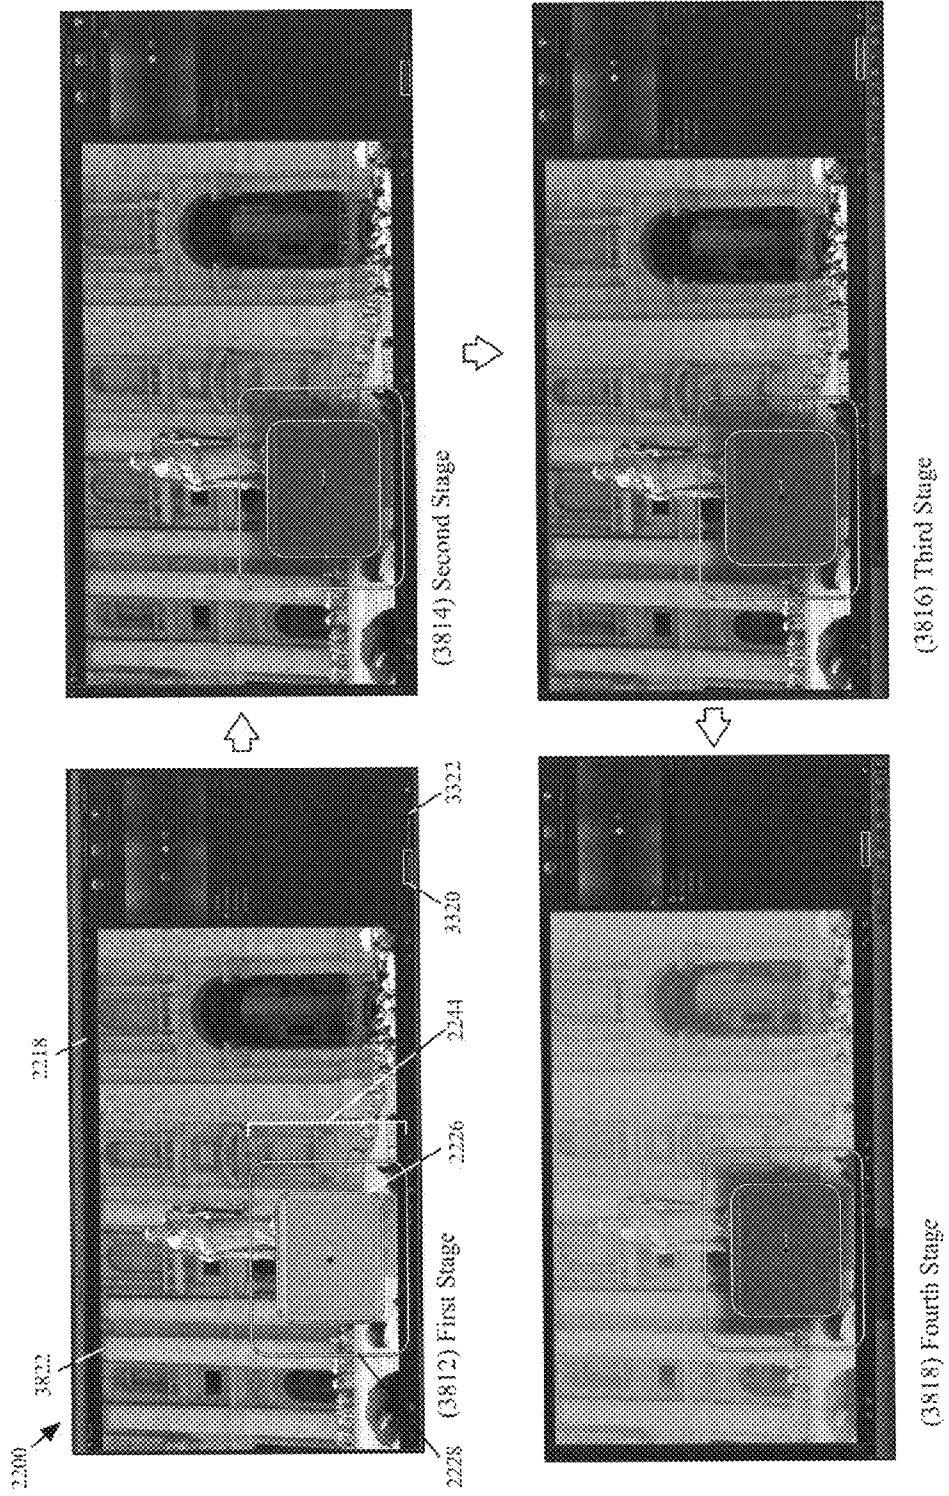 2200
3822
2218
2228
(3812) First Stage
2226
2244
3320
3322
(3814) Second Stage
(3816) Third Stage
(3818) Fourth Stage